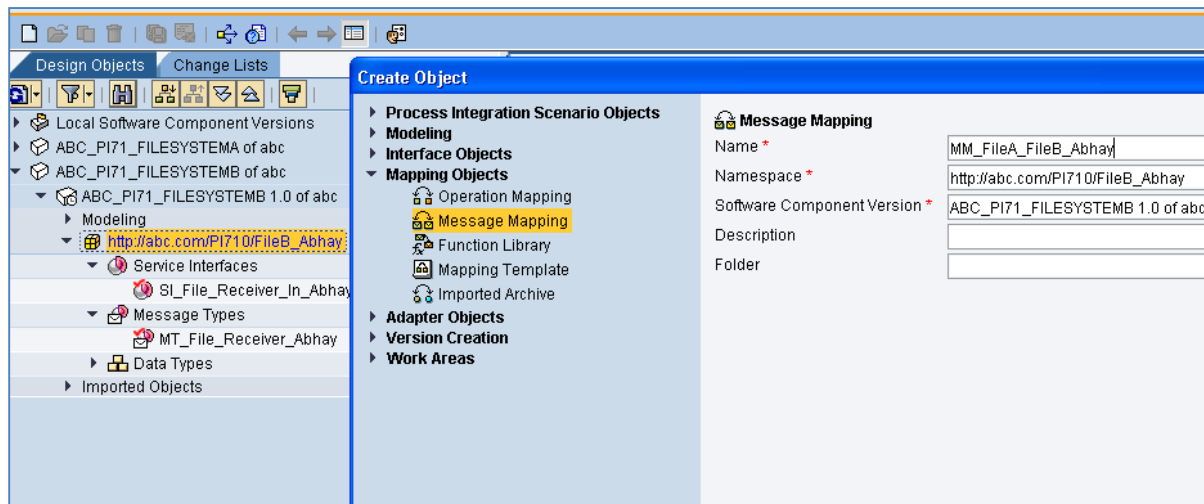 Design Objects
Change Lists
Local Software Component Versions
ABC_PI71_FILESYSTEMA of abc
ABC_PI71_FILESYSTEMB of abc
ABC_PI71_FILESYSTEMB 1.0 of abc
Modeling
http://abc.com/PI710/FileB_Abhay
Service Interfaces
SI_File_Receiver_In_Abhay
Message Types
MT_File_Receiver_Abhay
Data Types
Imported Objects
Create Object
Process Integration Scenario Objects
Modeling
Interface Objects
Mapping Objects
Operation Mapping
Message Mapping
Function Library
Mapping Template
Imported Archive
Adapter Objects
Version Creation
Work Areas
Message Mapping
Name * MM_FileA_FileB_Abhay
Namespace * http://abc.com/PI710/FileB_Abhay
Software Component Version * ABC_PI71_FILESYSTEMB 1.0 of abc
Description
Folder